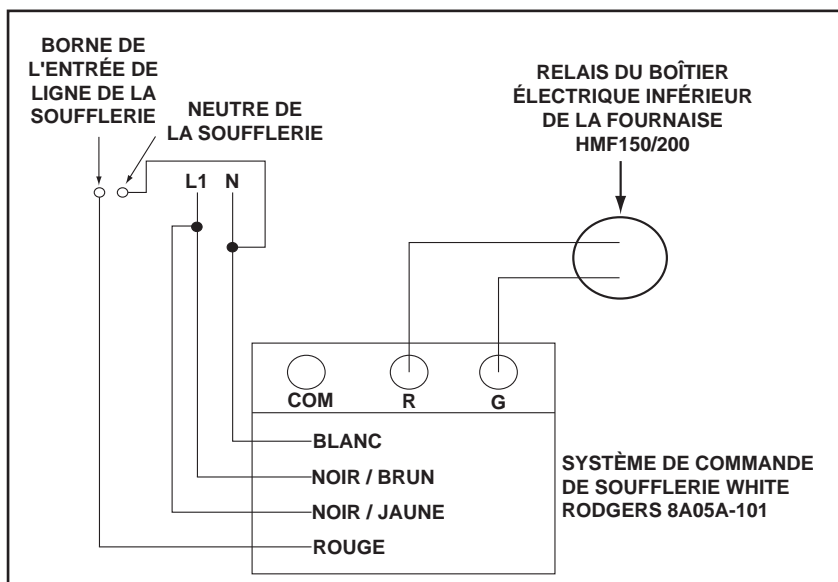 BORNE DE
L'ENTRÉE DE
LIGNE DE LA
SOUFFLERIE
NEUTRE DE
LA SOUFFLERIE
RELAIS DU BOÎTIER
ÉLECTRIQUE INFÉRIEUR
DE LA FOURNAISE
HMF150/200
L1 N
COM R G
BLANC
NOIR / BRUN
NOIR / JAUNE
ROUGE
SYSTÈME DE COMMANDE
DE SOUFFLERIE WHITE
RODGERS 8A05A-101